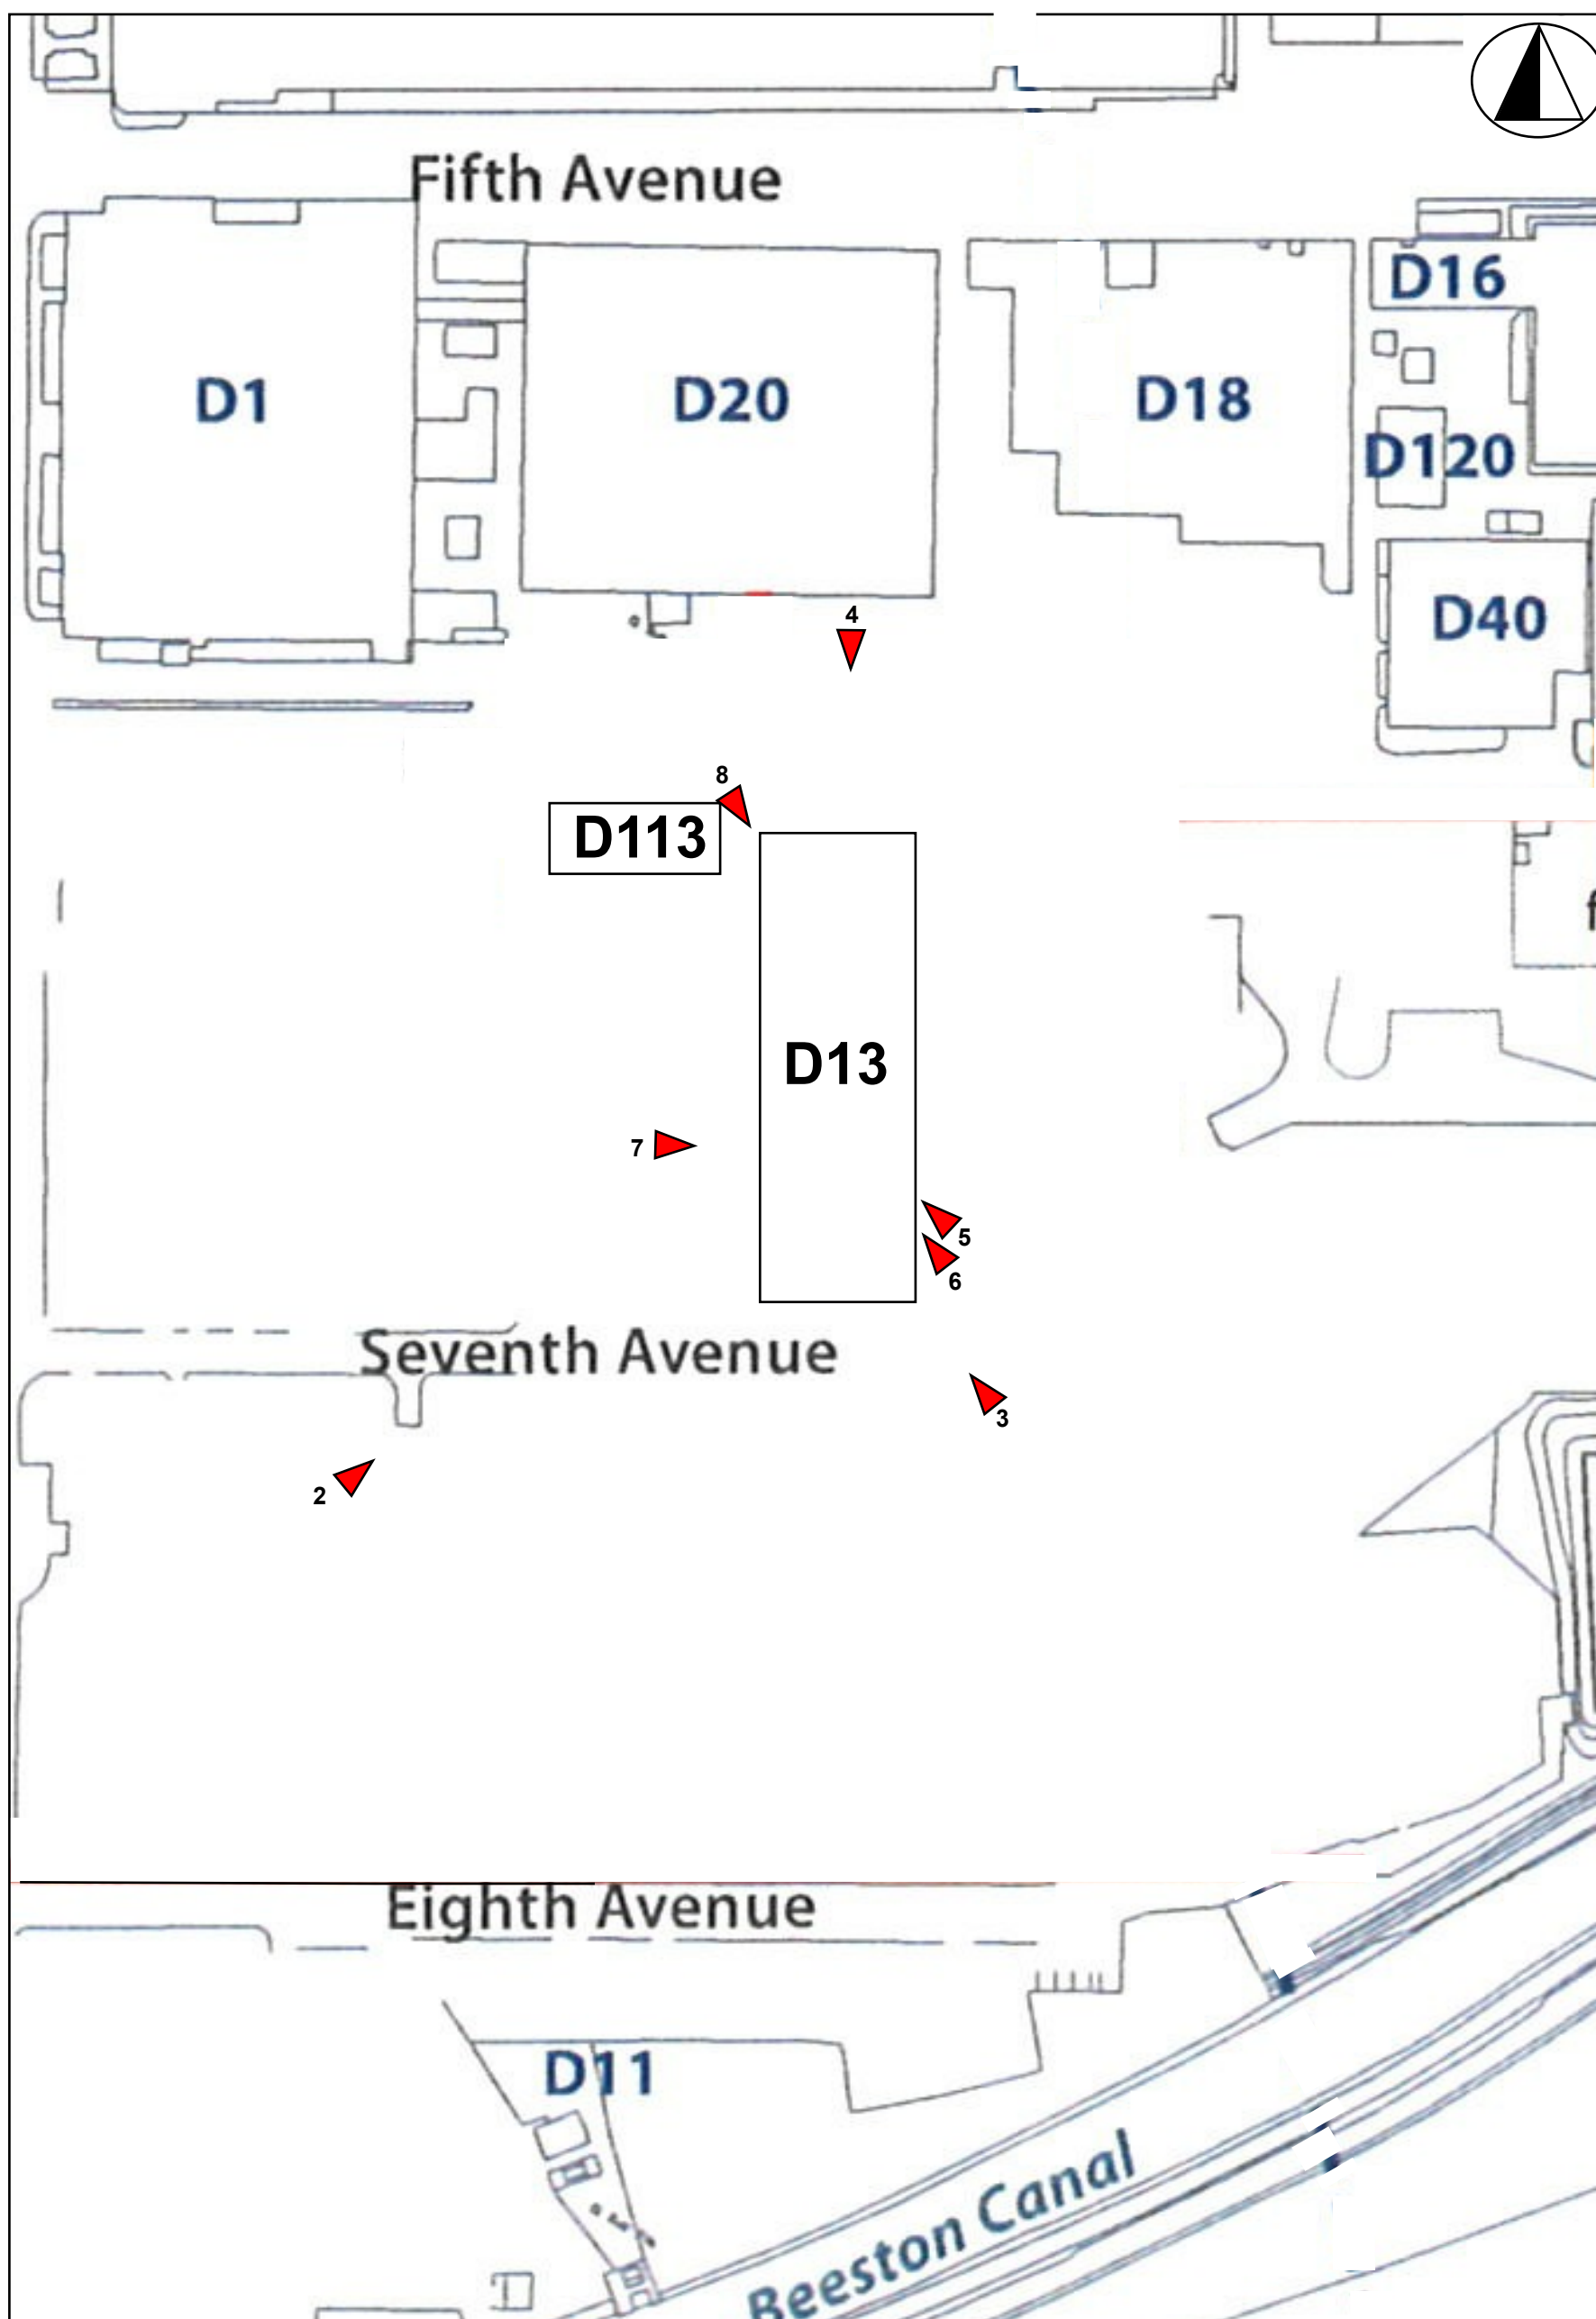 Fifth Avenue
D16
D1
D20
D18
D120
4
D40
8
D113
D13
7
5
6
Seventh Avenue
3
2
Eighth Avenue
D11
Beeston Canal